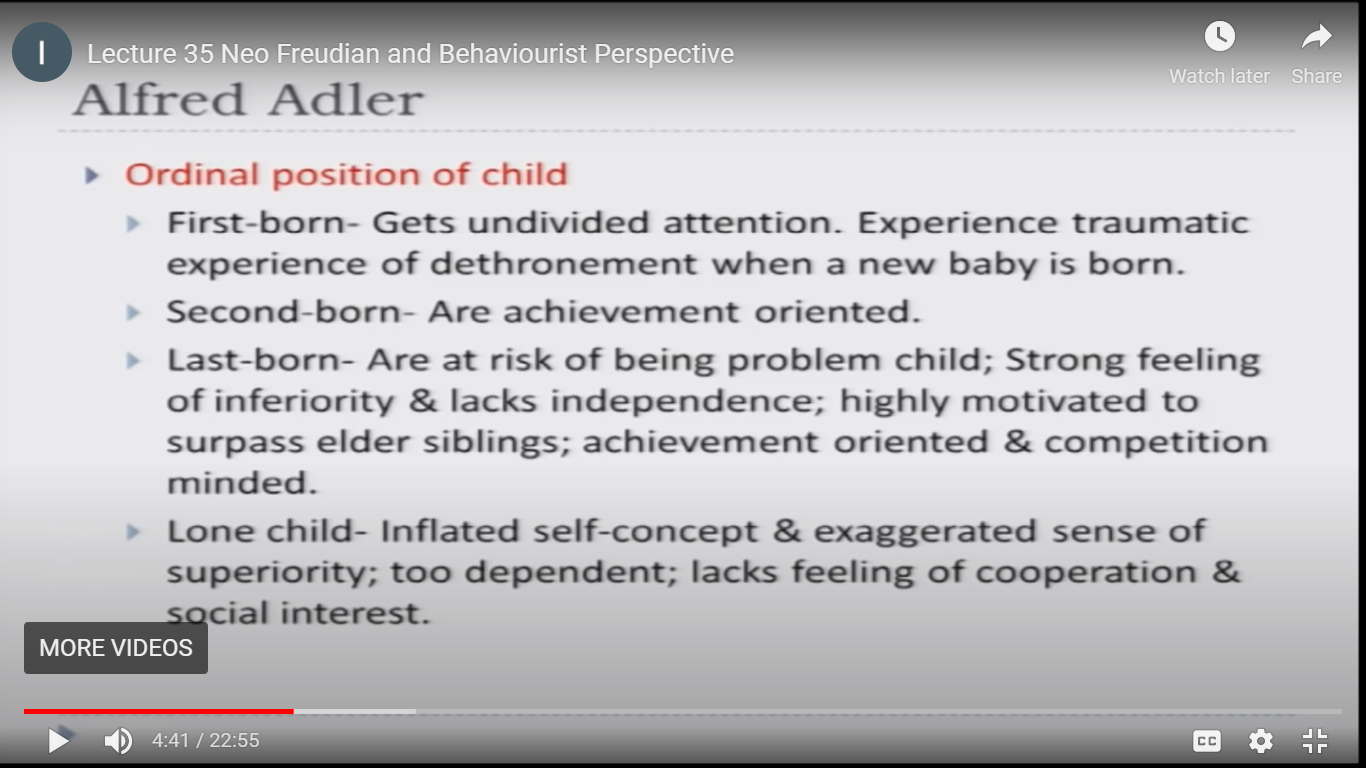 I
Lecture 35 Neo Freudian and Behaviourist Perspective
Watch later
Share
Alfred Adler
Ordinal position of child
First-born- Gets undivided attention. Experience traumatic
experience of dethronement when a new baby is born.
Second-born- Are achievement oriented.
Last-born- Are at risk of being problem child; Strong feeling
of inferiority & lacks independence; highly motivated to
surpass elder siblings; achievement oriented & competition
minded.
Lone child- Inflated self-concept & exaggerated sense of
superiority; too dependent; lacks feeling of cooperation &
social interest.
MORE VIDEOS
4:41 / 22:55
CC